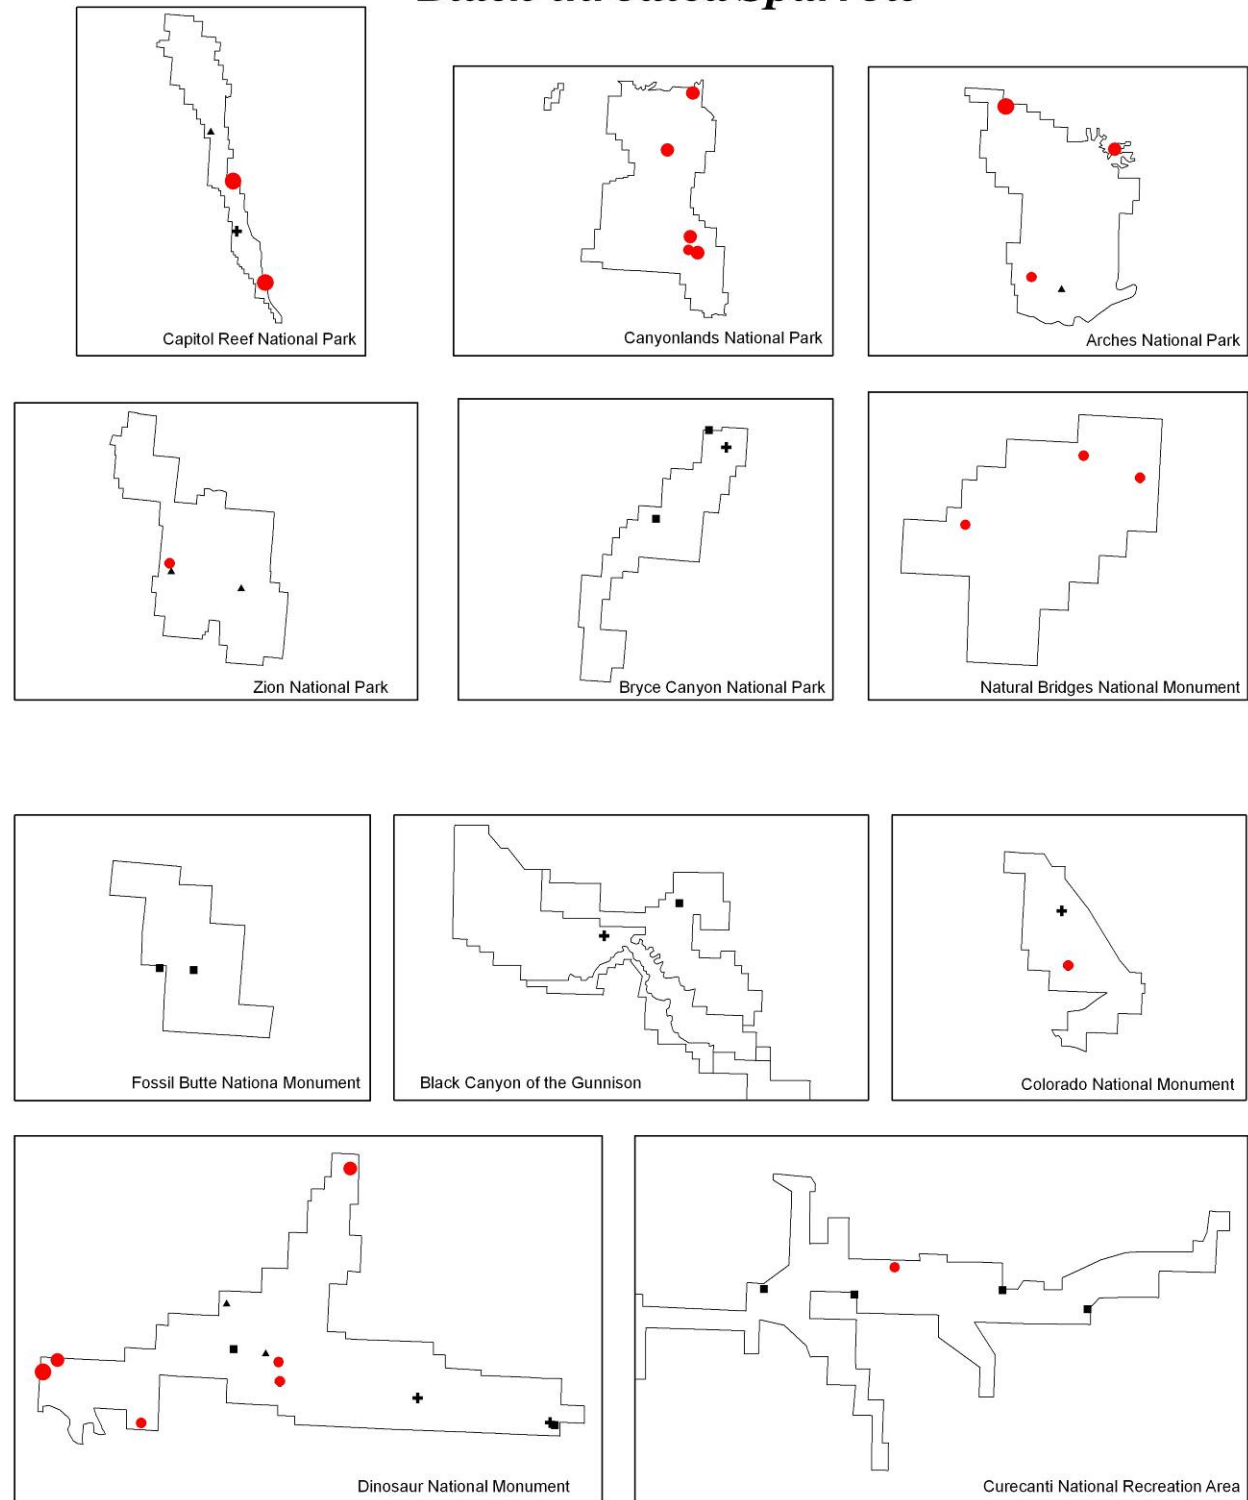 Capitol Reef National Park
Canyonlands National Park
Arches National Park
Zion National Park
Bryce Canyon National Park
Natural Bridges National Monument
Fossil Butte Nationa Monument
Black Canyon of the Gunnison
Colorado National Monument
Dinosaur National Monument
Curecanti National Recreation Area